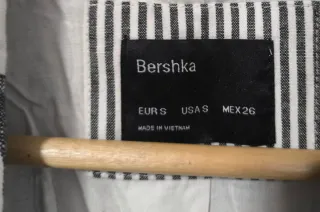 Bershka
EUR S USA S MEX 26
MADE IN VIETNAM